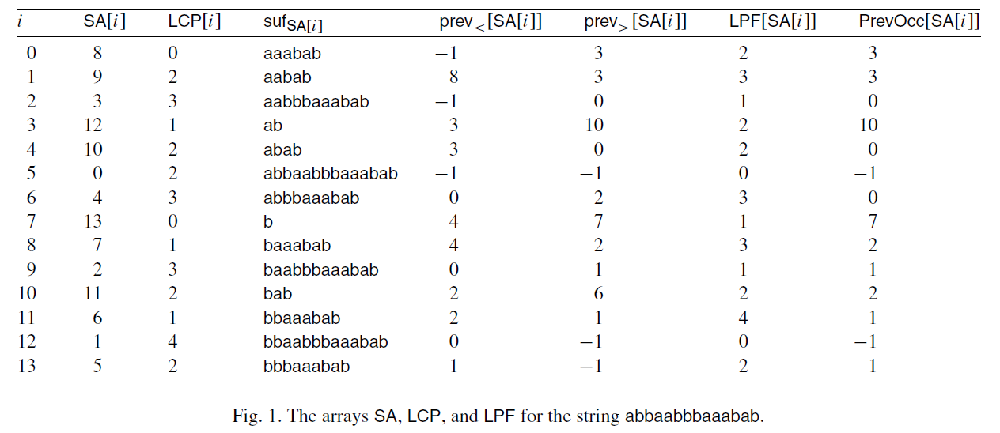 i SA[i] LCP[i] suf_SA[i] prev_<[SA[i]] prev_>[SA[i]] LPF[SA[i]] PrevOcc[SA[i]]
0 8 0 aaabab −1 3 2 3
1 9 2 aabab 8 3 3 3
2 3 3 aabbbaaabab −1 0 1 0
3 12 1 ab 3 10 2 10
4 10 2 abab 3 0 2 0
5 0 2 abbaabbbaaabab −1 −1 0 −1
6 4 3 abbbaaabab 0 2 3 0
7 13 0 b 4 7 1 7
8 7 1 baaabab 4 2 3 2
9 2 3 baabbbaaabab 0 1 1 1
10 11 2 bab 2 6 2 2
11 6 1 bbaaabab 2 1 4 1
12 1 4 bbaabbbaaabab 0 −1 0 −1
13 5 2 bbbaaabab 1 −1 2 1
Fig. 1. The arrays SA, LCP, and LPF for the string abbaabbbaaabab.